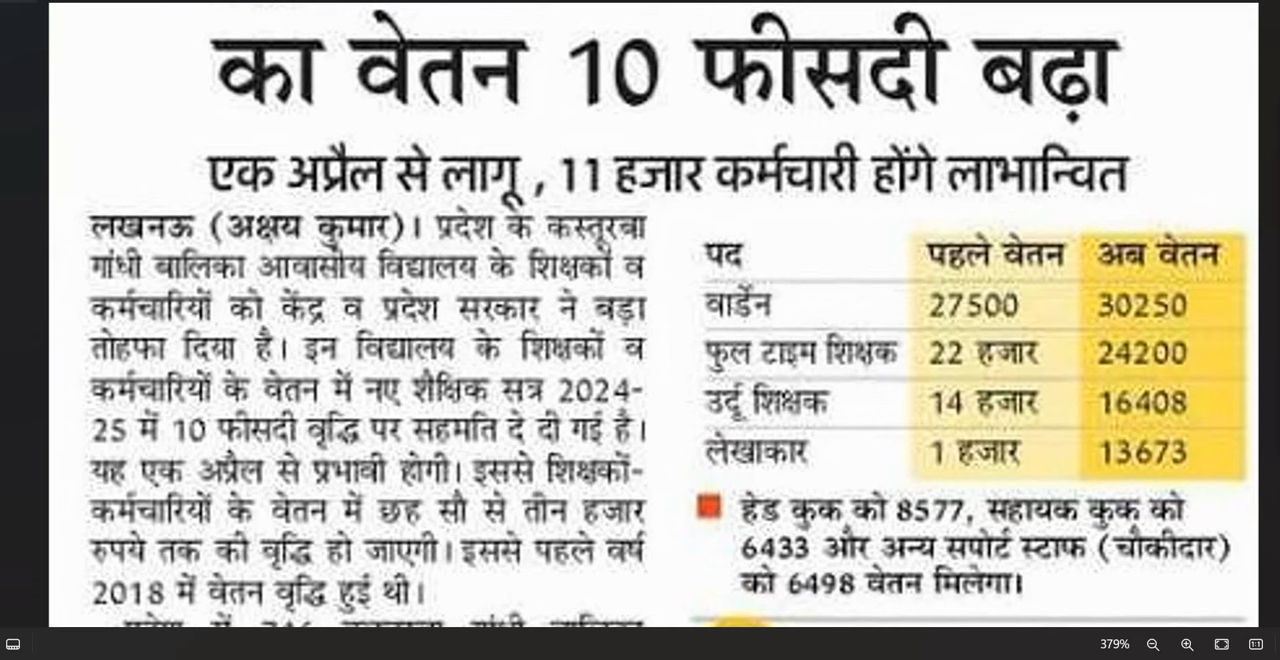 का वेतन 10 फीसदी बढ़ा
एक अप्रैल से लागू , 11 हजार कर्मचारी होंगे लाभान्वित
लखनऊ (अक्षय कुमार)। प्रदेश के कस्तूरबा
गांधी बालिका आवासीय विद्यालय के शिक्षकों व
कर्मचारियों को केंद्र व प्रदेश सरकार ने बड़ा
तोहफा दिया है। इन विद्यालय के शिक्षकों व
कर्मचारियों के वेतन में नए शैक्षिक सत्र 2024-
25 में 10 फीसदी वृद्धि पर सहमति दे दी गई है।
यह एक अप्रैल से प्रभावी होगी। इससे शिक्षकों-
कर्मचारियों के वेतन में छह सौ से तीन हजार
रुपये तक की वृद्धि हो जाएगी। इससे पहले वर्ष
2018 में वेतन वृद्धि हुई थी।
पद पहले वेतन अब वेतन
वार्डेन 27500 30250
फुल टाइम शिक्षक 22 हजार 24200
उर्दू शिक्षक 14 हजार 16408
लेखाकार 1 हजार 13673
हेड कुक को 8577, सहायक कुक को
6433 और अन्य सपोर्ट स्टाफ (चौकीदार)
को 6498 वेतन मिलेगा।
379%
1:1